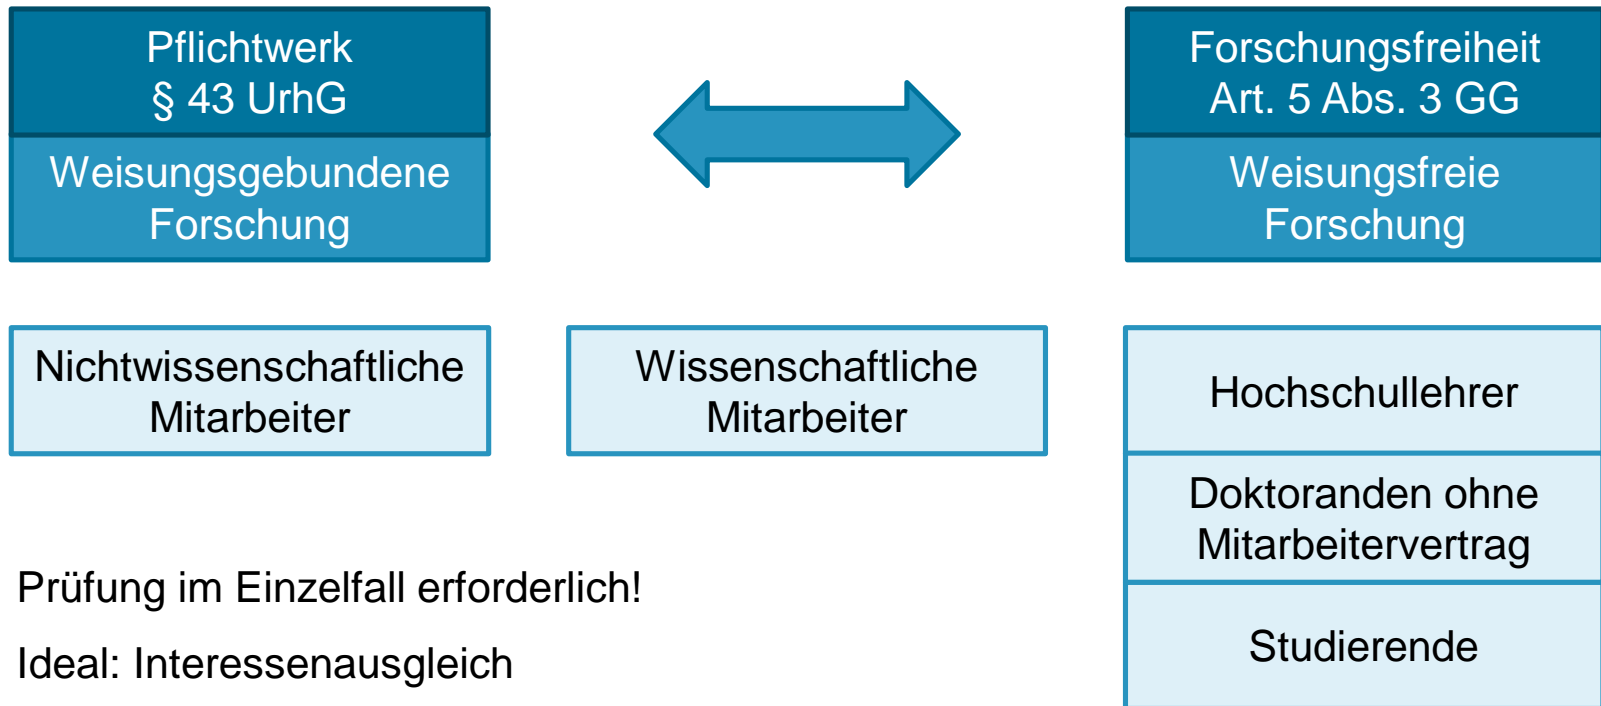 Pflichtwerk
§ 43 UrhG
Weisungsgebundene
Forschung
Forschungsfreiheit
Art. 5 Abs. 3 GG
Weisungsfreie
Forschung
Nichtwissenschaftliche
Mitarbeiter
Wissenschaftliche
Mitarbeiter
Hochschullehrer
Doktoranden ohne
Mitarbeitervertrag
Studierende
Prüfung im Einzelfall erforderlich!
Ideal: Interessenausgleich